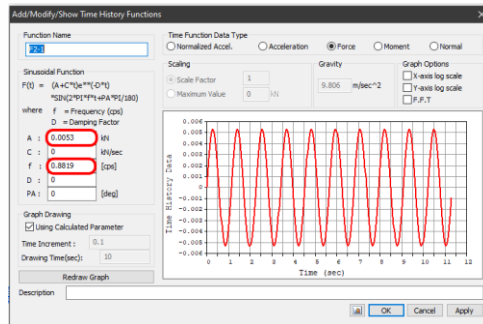 Add/Modify/Show Time History Functions
Function Name
F2-1
Time Function Data Type
Normalized Accel.
Acceleration
Force
Moment
Normal
Scaling
Scale Factor 1
Maximum Value 0 kN
Gravity
9.806 m/sec^2
Graph Options
X-axis log scale
Y-axis log scale
F.F.T
Sinusoidal Function
F(t) = (A+C*t)e**(-D*t)
*SIN(2*PI*f*t+PA*PI/180)
where f = Frequency (cps)
D = Damping Factor
A : 0.0053 kN
C : 0 kN/sec
f : 0.8819 [cps]
D : 0
PA : 0 [deg]
Graph Drawing
Using Calculated Parameter
Time Increment : 0.1
Drawing Time(sec): 10
Redraw Graph
Time History Data
0.006
0.005
0.004
0.003
0.002
0.001
0
-0.001
-0.002
-0.003
-0.004
-0.005
-0.006
0 1 2 3 4 5 6 7 8 9 10 11 12
Time (sec)
Description
OK Cancel Apply